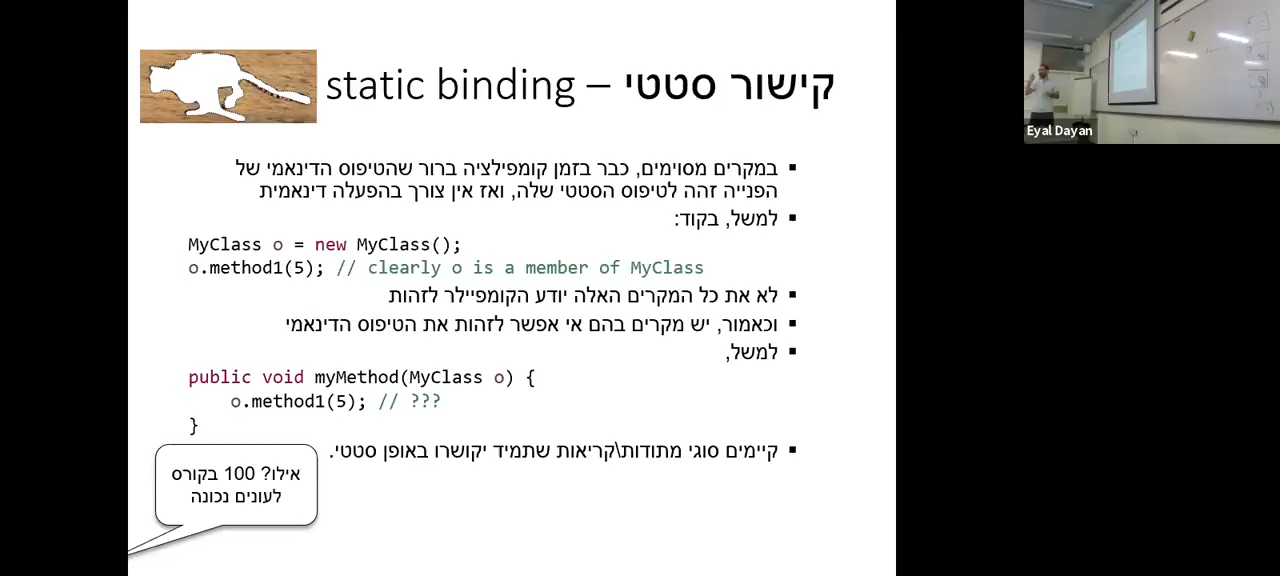 קישור סטטי – static binding
במקרים מסוימים, כבר בזמן קומפילציה ברור שהטיפוס הדינאמי של
הפנייה זהה לטיפוס הסטטי שלה, ואז אין צורך בהפעלה דינאמית
למשל, בקוד:
MyClass o = new MyClass();
o.method1(5); // clearly o is a member of MyClass
לא את כל המקרים האלה יודע הקומפיילר לזהות
וכאמור, יש מקרים בהם אי אפשר לזהות את הטיפוס הדינאמי
למשל,
public void myMethod(MyClass o) {
o.method1(5); // ???
}
קיימים סוגי מתודות\קריאות שתמיד יקושרו באופן סטטי.
אילו? 100 בקורס
לעונים נכונה
Eyal Dayan